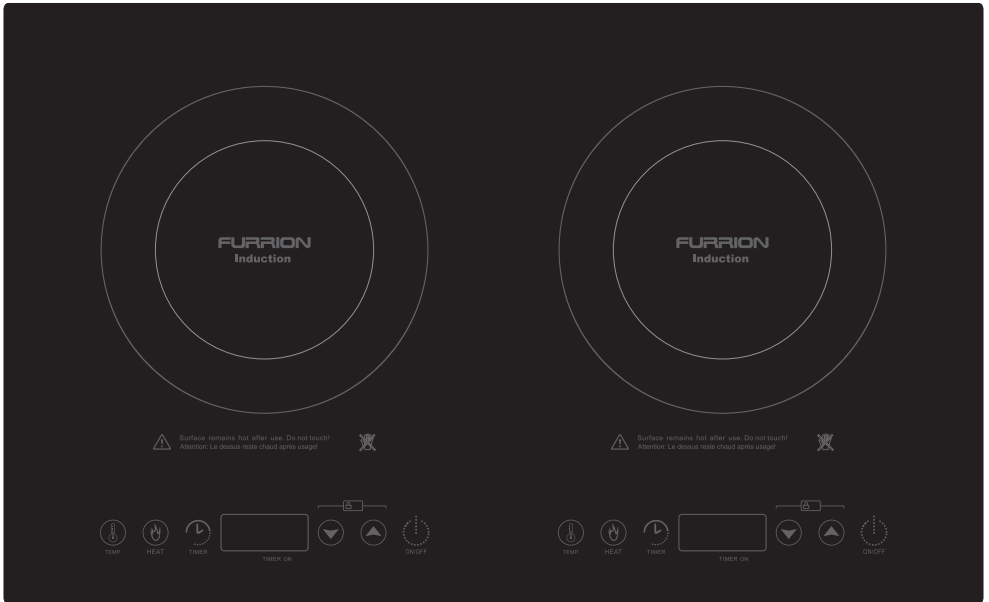 FURRION
Induction
FURRION
Induction
Surface remains hot after use. Do not touch!
Attention: Le dessus reste chaud après usage!
Surface remains hot after use. Do not touch!
Attention: Le dessus reste chaud après usage!
TEMP. HEAT TIMER ON/OFF
TIMER ON
TEMP. HEAT TIMER ON/OFF
TIMER ON